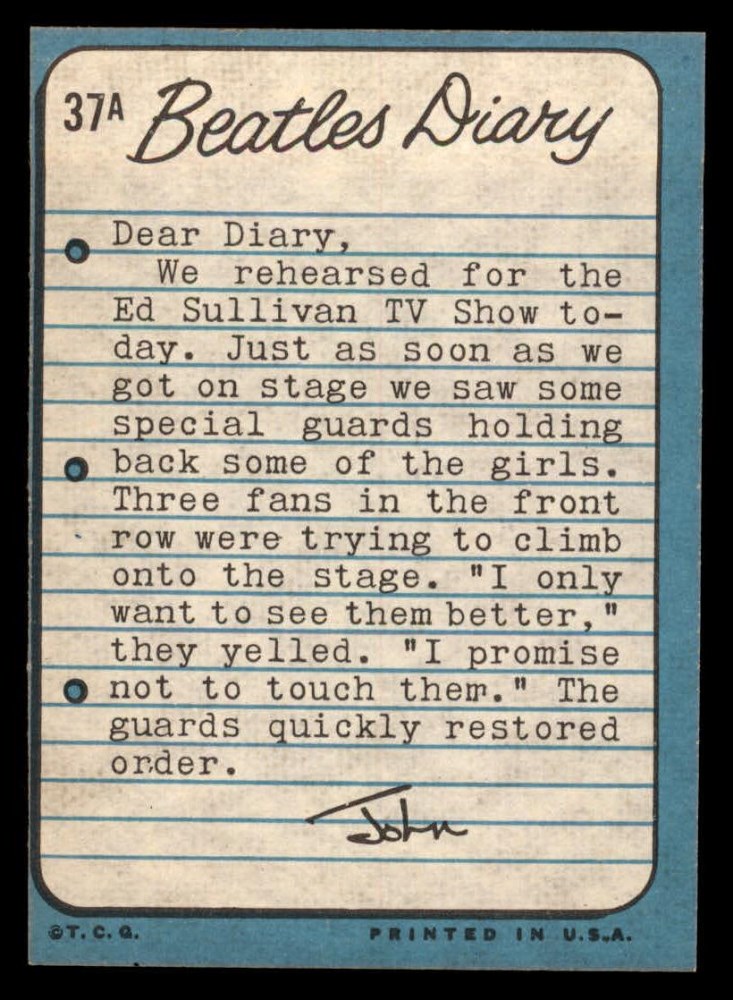 37A Beatles Diary
Dear Diary,
We rehearsed for the
Ed Sullivan TV Show to-
day. Just as soon as we
got on stage we saw some
special guards holding
back some of the girls.
Three fans in the front
row were trying to climb
onto the stage. "I only
want to see them better,"
they yelled. "I promise
not to touch them." The
guards quickly restored
order.
John
©T.C.G. PRINTED IN U.S.A.